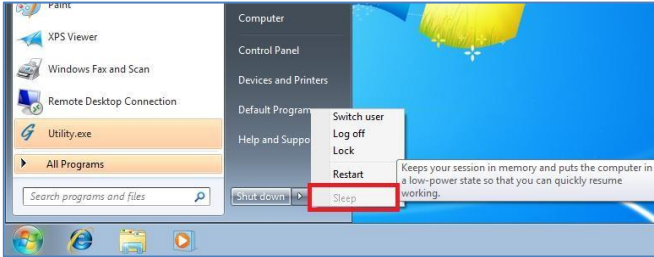 Paint
XPS Viewer
Windows Fax and Scan
Remote Desktop Connection
Utility.exe
All Programs
Search programs and files
Computer
Control Panel
Devices and Printers
Default Program
Help and Suppo
Shut down
Switch user
Log off
Lock
Restart
Sleep
Keeps your session in memory and puts the computer in
a low-power state so that you can quickly resume
working.